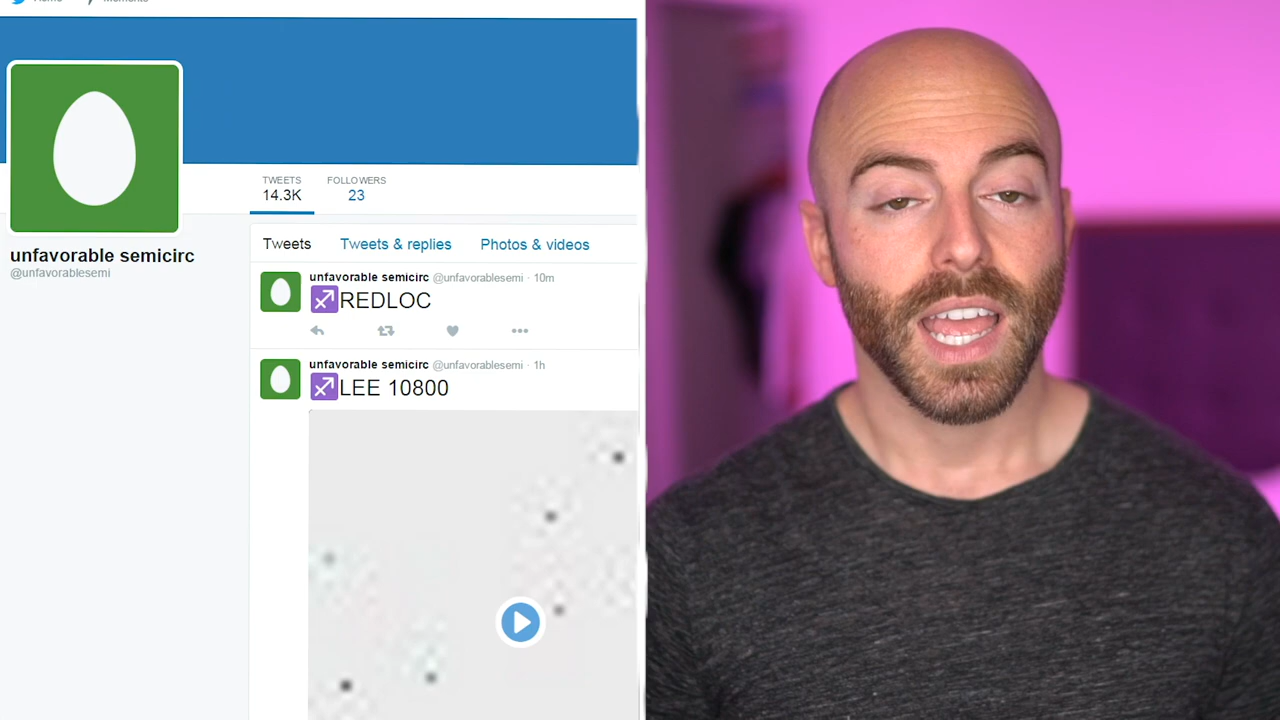 TWEETS
14.3K
FOLLOWERS
23
unfavorable semicirc
@unfavorablesemi
Tweets Tweets & replies Photos & videos
unfavorable semicirc @unfavorablesemi · 10m
♐REDLOC
unfavorable semicirc @unfavorablesemi · 1h
♐LEE 10800